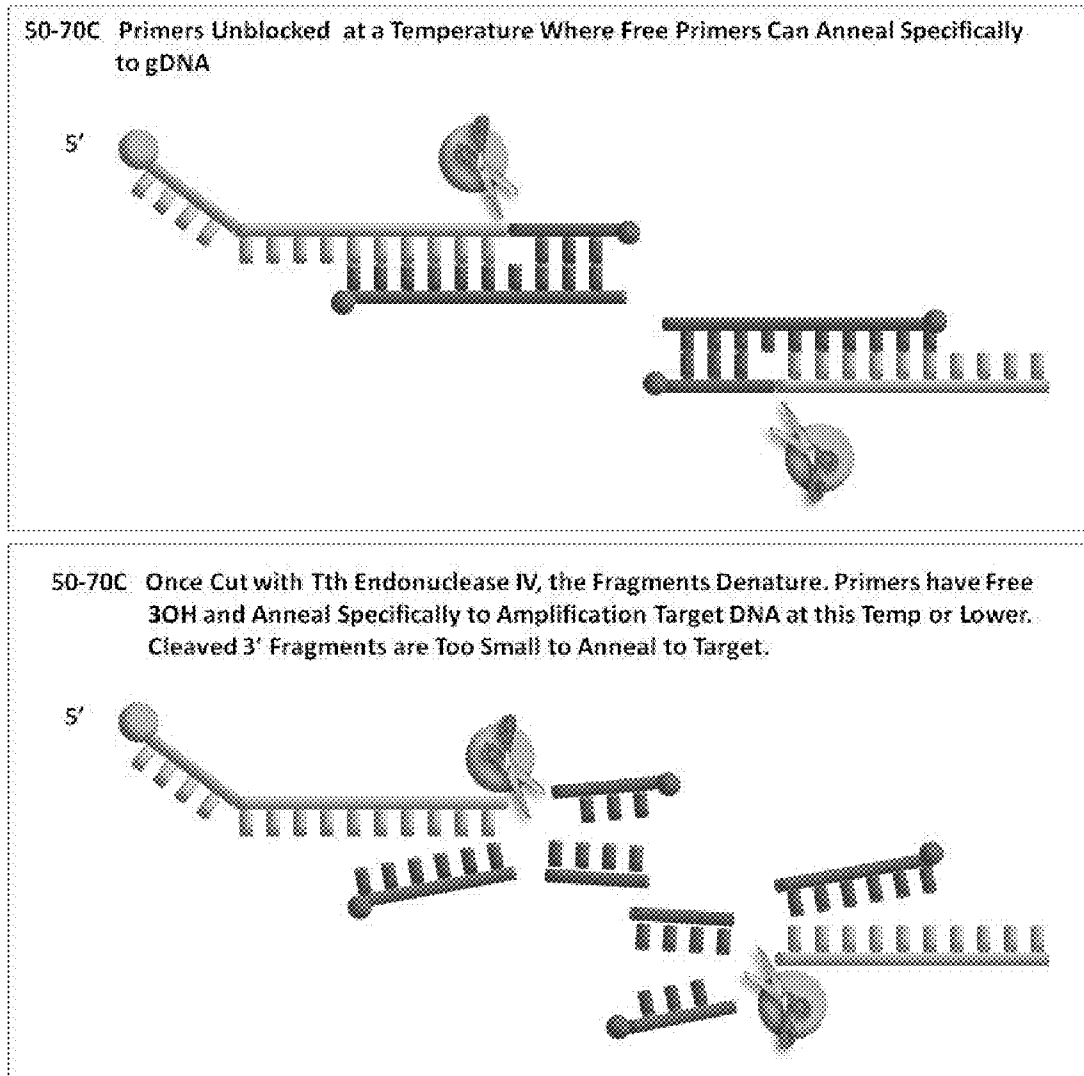 50-70C Primers Unblocked at a Temperature Where Free Primers Can Anneal Specifically
to gDNA
5'
50-70C Once Cut with Tth Endonuclease IV, the Fragments Denature. Primers have Free
3OH and Anneal Specifically to Amplification Target DNA at this Temp or Lower.
Cleaved 3' Fragments are Too Small to Anneal to Target.
5'